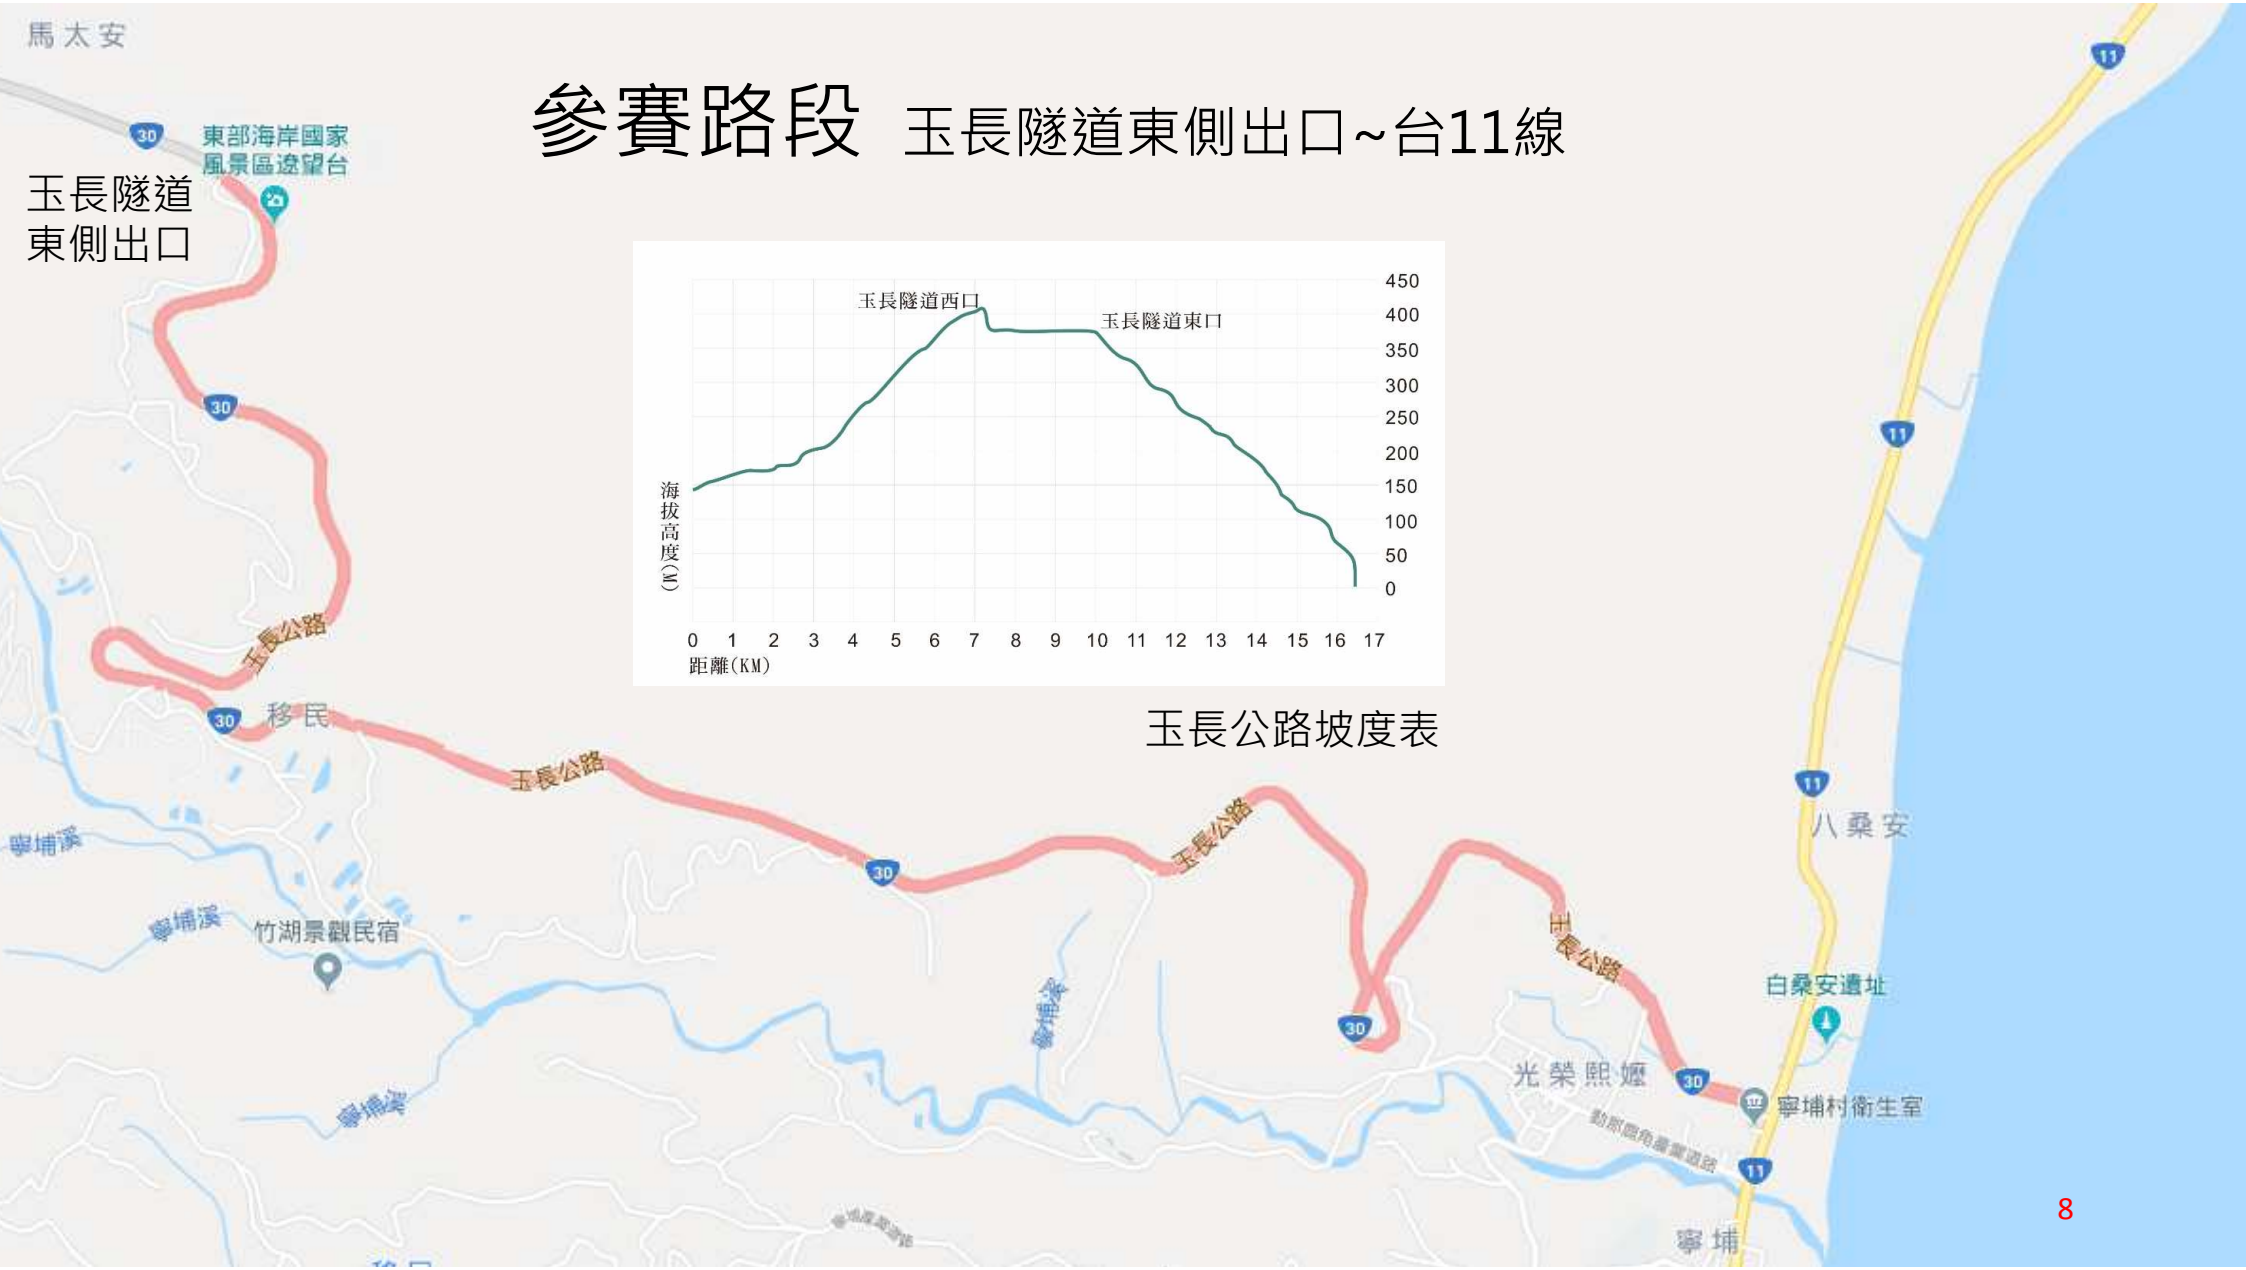 馬太安
11
參賽路段 玉長隧道東側出口~台11線
30
東部海岸國家
風景區遼望台
玉長隧道
東側出口
450
玉長隧道西口
400
玉長隧道東口
350
300
30
250
11
200
150
100
50
0
海拔高度(M)
0 1 2 3 4 5 6 7 8 9 10 11 12 13 14 15 16 17
距離(KM)
玉長公路
30
移民
玉長公路坡度表
玉長公路
11
八桑安
玉長公路
寧埔溪
30
寧埔溪
竹湖景觀民宿
玉長公路
白桑安遺址
寧埔溪
30
光榮熙嬤
30
寧埔溪
寧埔村衛生室
11
8
寧埔